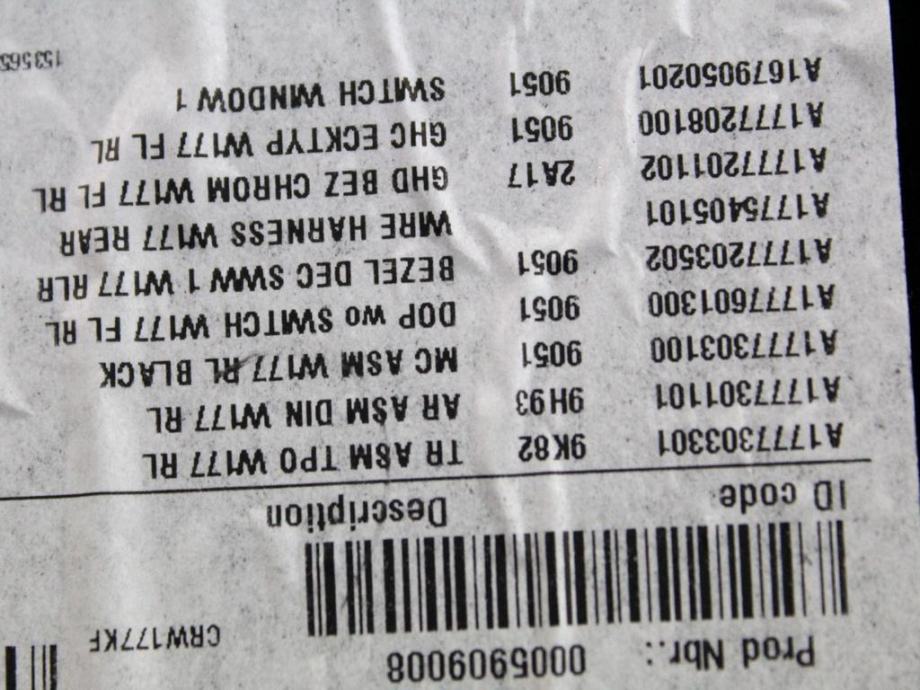 Prod Nbr.: 0005909008
CRW177KF
ID code Description
A1777303301 9K82 TR ASM TPO W177 RL
A1777301101 9H93 AR ASM DIN W177 RL
A1777303100 9051 MC ASM W177 RL BLACK
A1777601300 9051 DOP wo SWITCH W177 FL RL
A1777203502 9051 BEZEL DEC SWW 1 W177 RLR
A1775405101 WIRE HARNESS W177 REAR
A1777201102 2A17 GHD BEZ CHROM W177 FL RL
A1777208100 9051 GHC ECKTYP W177 FL RL
A1679050201 9051 SWITCH WINDOW 1